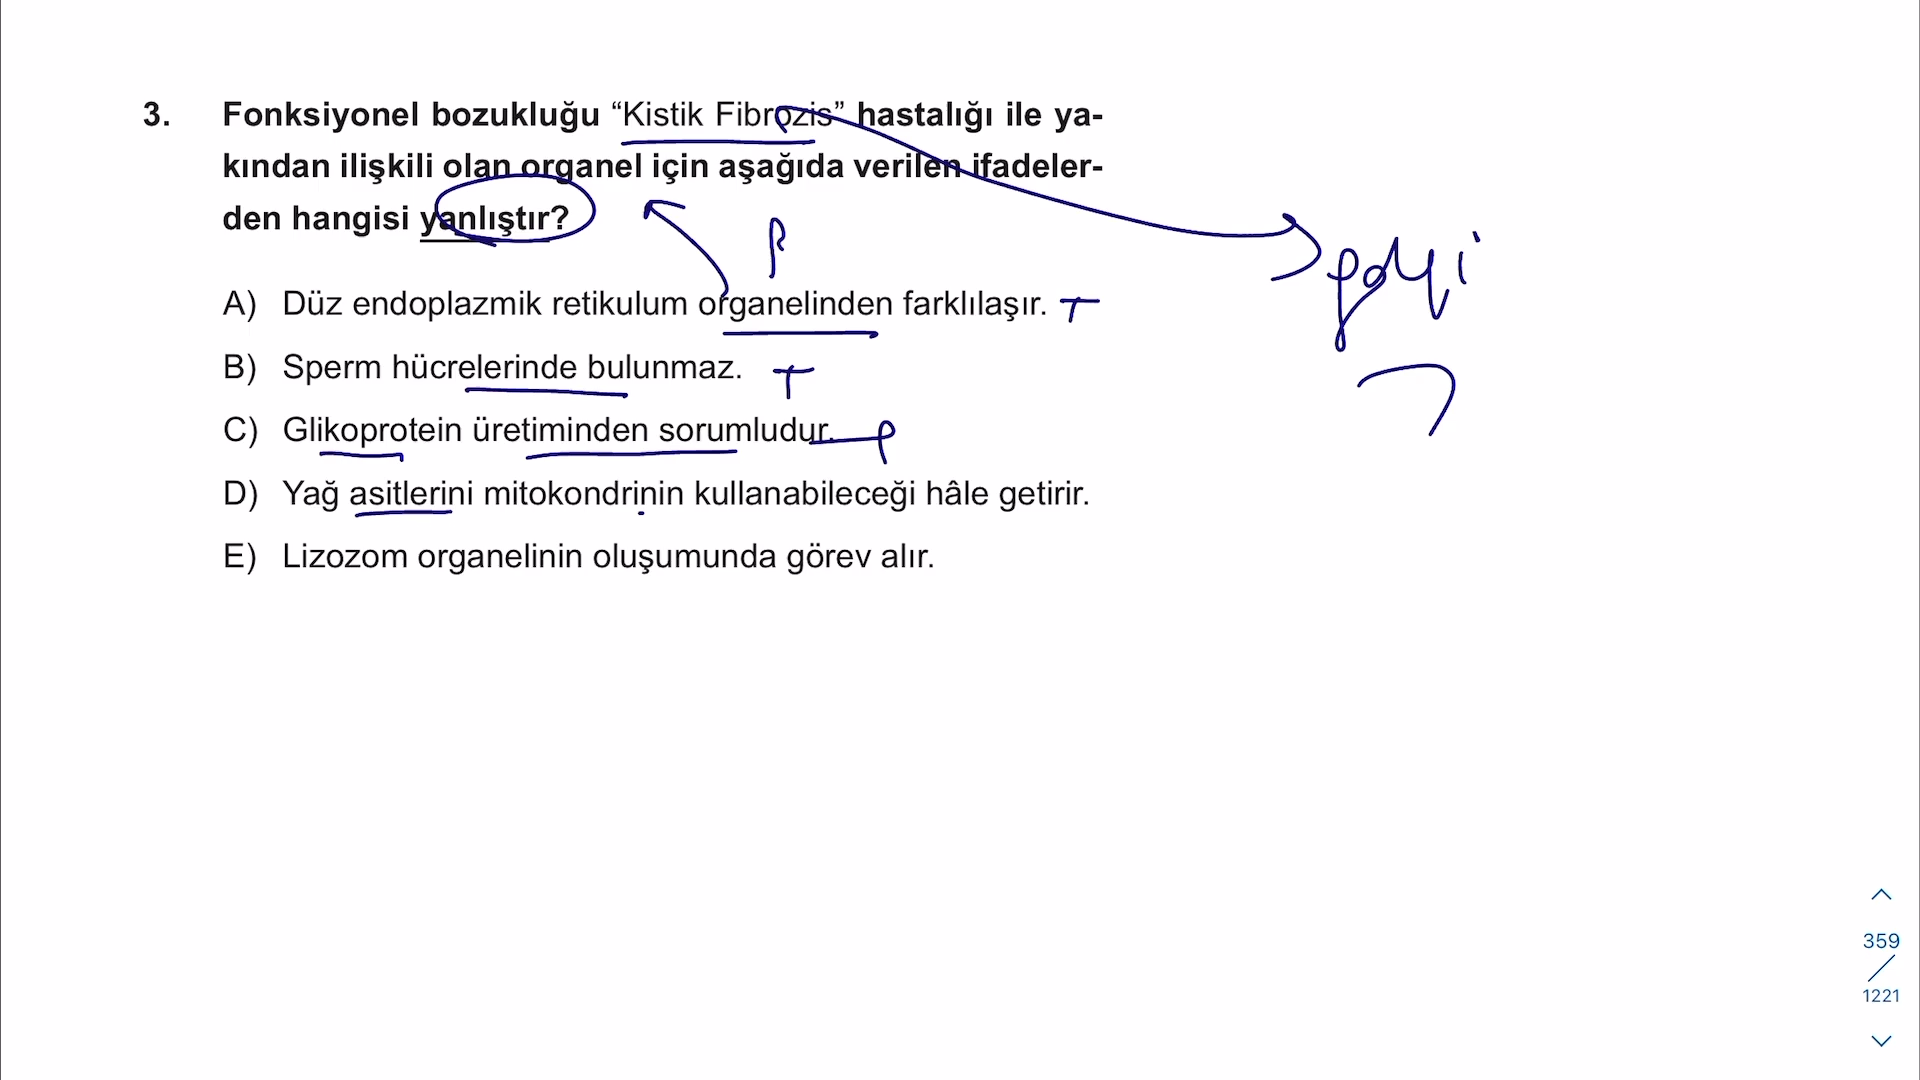 3. Fonksiyonel bozukluğu “Kistik Fibrozis” hastalığı ile ya-
kından ilişkili olan organel için aşağıda verilen ifadeler-
den hangisi yanlıştır?
A) Düz endoplazmik retikulum organelinden farklılaşır. T
B) Sperm hücrelerinde bulunmaz. T
C) Glikoprotein üretiminden sorumludur.
D) Yağ asitlerini mitokondrinin kullanabileceği hâle getirir.
E) Lizozom organelinin oluşumunda görev alır.
359
1221